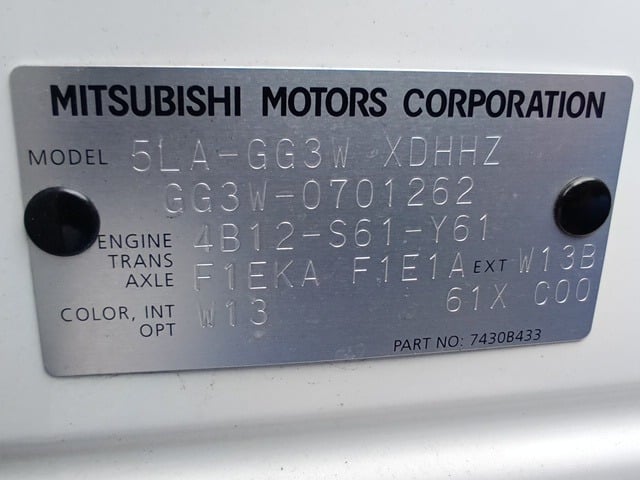 MITSUBISHI MOTORS CORPORATION
MODEL 5LA-GG3W XDHHZ
GG3W-0701262
ENGINE 4B12-S61-Y61
TRANS AXLE F1EKA F1E1A EXT W13B
COLOR, INT OPT W13 61X C00
PART NO: 7430B433